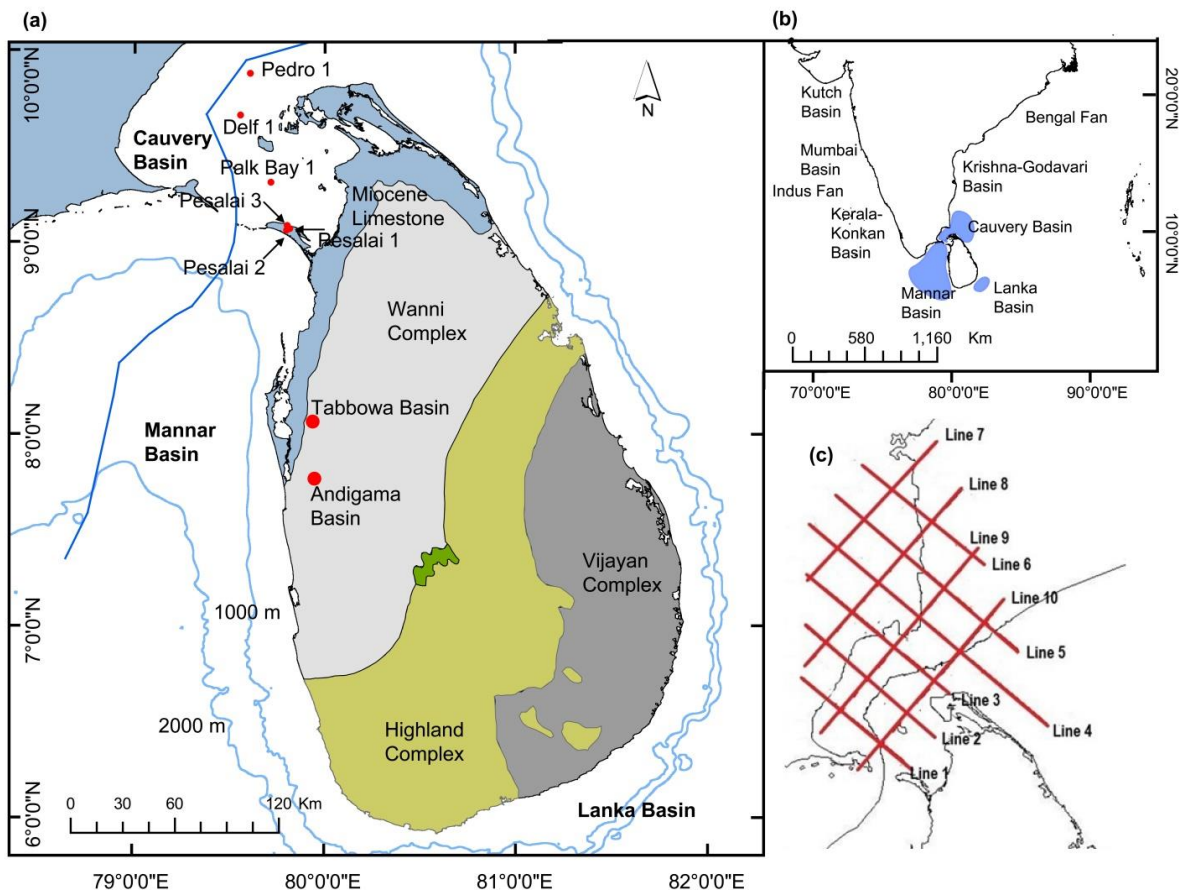 (a)
Pedro 1
Delf 1
Cauvery
Basin
Palk Bay 1
Pesalai 3
Miocene
Limestone
Pesalai 1
Pesalai 2
Wanni
Complex
Tabbowa Basin
Mannar
Basin
Andigama
Basin
Vijayan
Complex
1000 m
2000 m
Highland
Complex
Lanka Basin
N
0 30 60 120 Km
10°0'0"N
9°0'0"N
8°0'0"N
7°0'0"N
6°0'0"N
79°0'0"E
80°0'0"E
81°0'0"E
82°0'0"E
(b)
Kutch
Basin
Bengal Fan
Mumbai
Basin
Krishna-Godavari
Basin
Indus Fan
Kerala-
Konkan
Basin
Cauvery Basin
Mannar
Basin
Lanka
Basin
0 580 1,160 Km
20°0'0"N
10°0'0"N
70°0'0"E
80°0'0"E
90°0'0"E
(c)
Line 7
Line 8
Line 9
Line 6
Line 10
Line 5
Line 3
Line 4
Line 2
Line 1